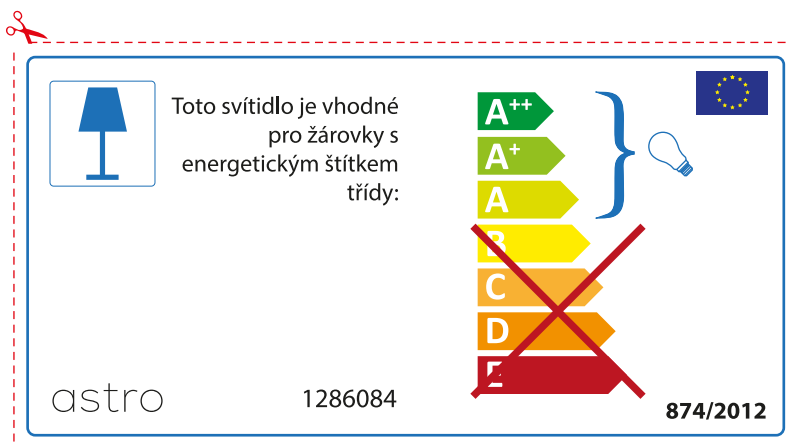 Toto svítidlo je vhodné
pro žárovky s
energetickým štítkem
třídy:
A++
A+
A
B
C
D
E
astro
1286084
874/2012